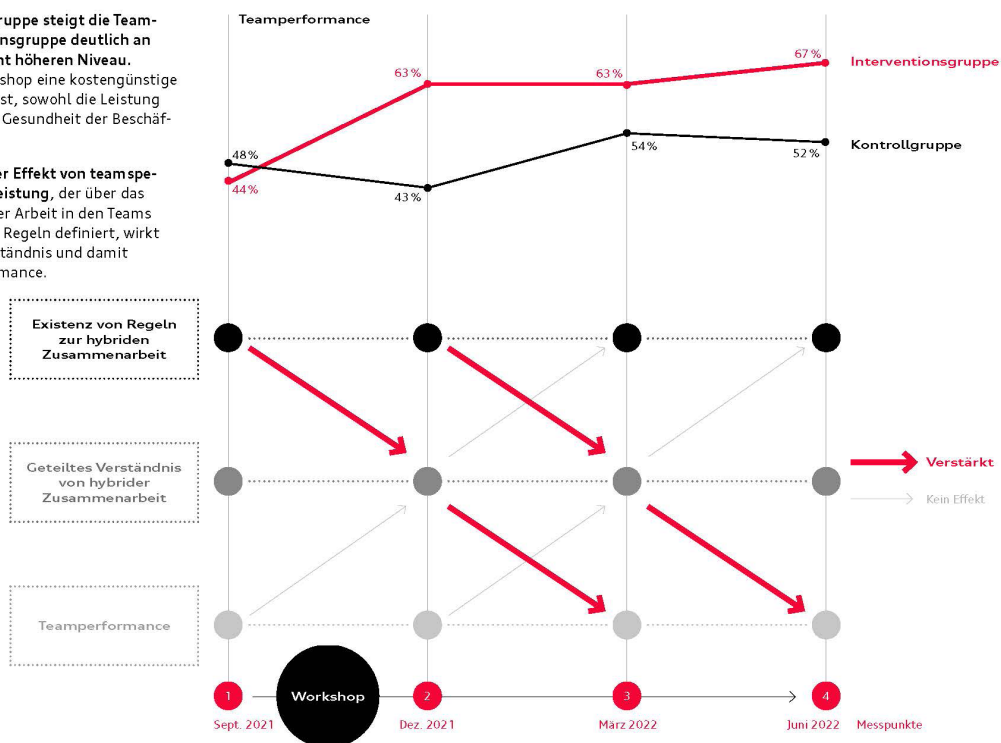 ruppe steigt die Team-
nsgruppe deutlich an
nt höheren Niveau.
shop eine kostengünstige
st, sowohl die Leistung
Gesundheit der Beschäf-
er Effekt von teamspe-
eistung, der über das
er Arbeit in den Teams
Regeln definiert, wirkt
tändnis und damit
mance.
Teamperformance
48 %
44 %
63 %
43 %
63 %
54 %
67 %
52 %
Interventionsgruppe
Kontrollgruppe
Existenz von Regeln
zur hybriden
Zusammenarbeit
Geteiltes Verständnis
von hybrider
Zusammenarbeit
Teamperformance
Verstärkt
Kein Effekt
1
Workshop
2
3
4
Sept. 2021
Dez. 2021
März 2022
Juni 2022
Messpunkte